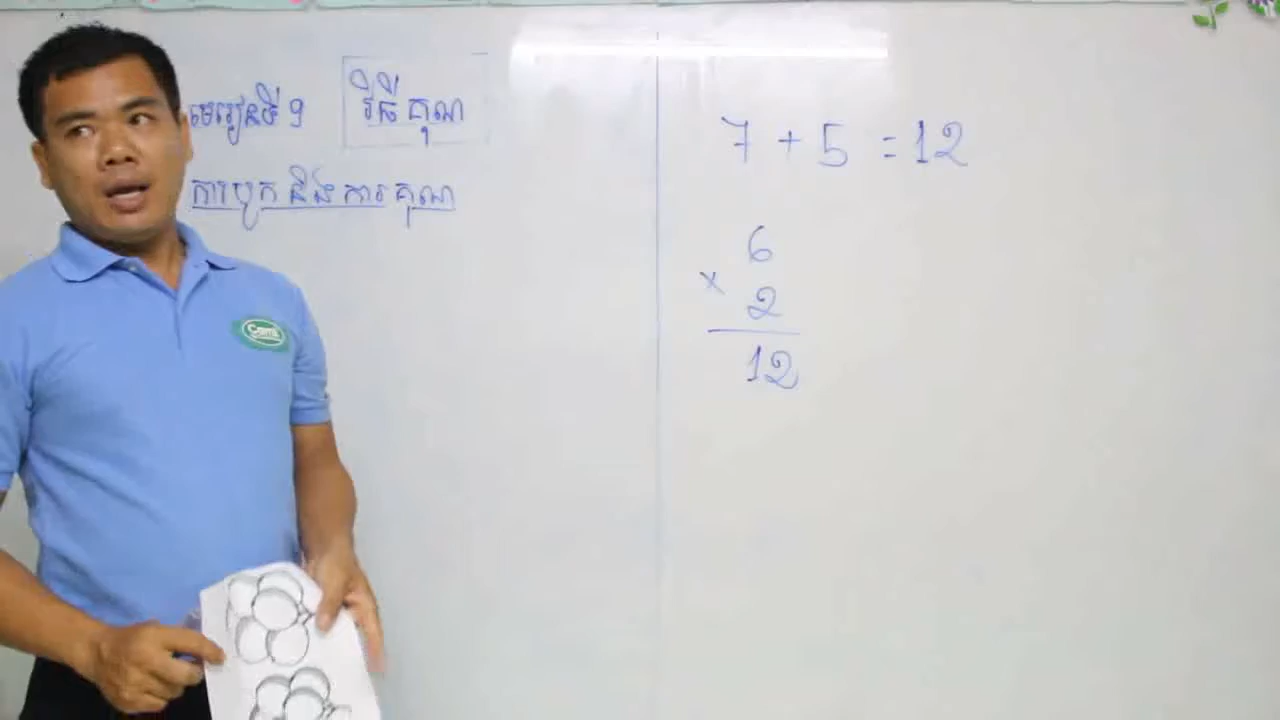 មេរៀនទី ១
វិធី គុណ
ការបូក និង ការ គុណ
7 + 5 = 12
6
×
2
12